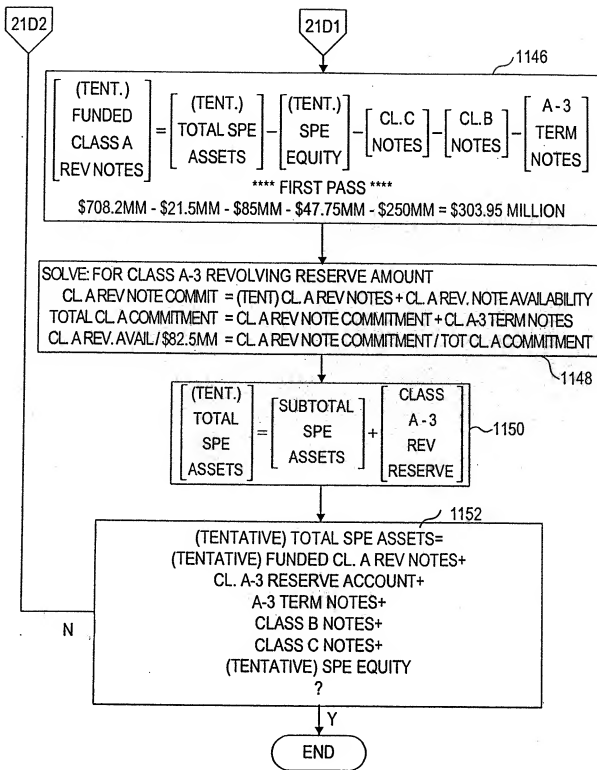 21D2
21D1
1146
(TENT.) FUNDED CLASS A REV NOTES = (TENT.) TOTAL SPE ASSETS - (TENT.) SPE EQUITY - CL.C NOTES - CL.B NOTES - A-3 TERM NOTES
**** FIRST PASS ****
$708.2MM - $21.5MM - $85MM - $47.75MM - $250MM = $303.95 MILLION
SOLVE: FOR CLASS A-3 REVOLVING RESERVE AMOUNT
CL. A REV NOTE COMMIT = (TENT) CL. A REV NOTES + CL. A REV. NOTE AVAILABILITY
TOTAL CL A COMMITMENT = CL. A REV NOTE COMMITMENT + CL. A-3 TERM NOTES
CL. A REV. AVAIL / $82.5MM = CL. A REV NOTE COMMITMENT / TOT CL. A COMMITMENT
1148
(TENT.) TOTAL SPE ASSETS = SUBTOTAL SPE ASSETS + CLASS A-3 REV RESERVE
1150
1152
(TENTATIVE) TOTAL SPE ASSETS=
(TENTATIVE) FUNDED CL. A REV NOTES+
CL. A-3 RESERVE ACCOUNT+
A-3 TERM NOTES+
CLASS B NOTES+
CLASS C NOTES+
(TENTATIVE) SPE EQUITY
?
N
Y
END